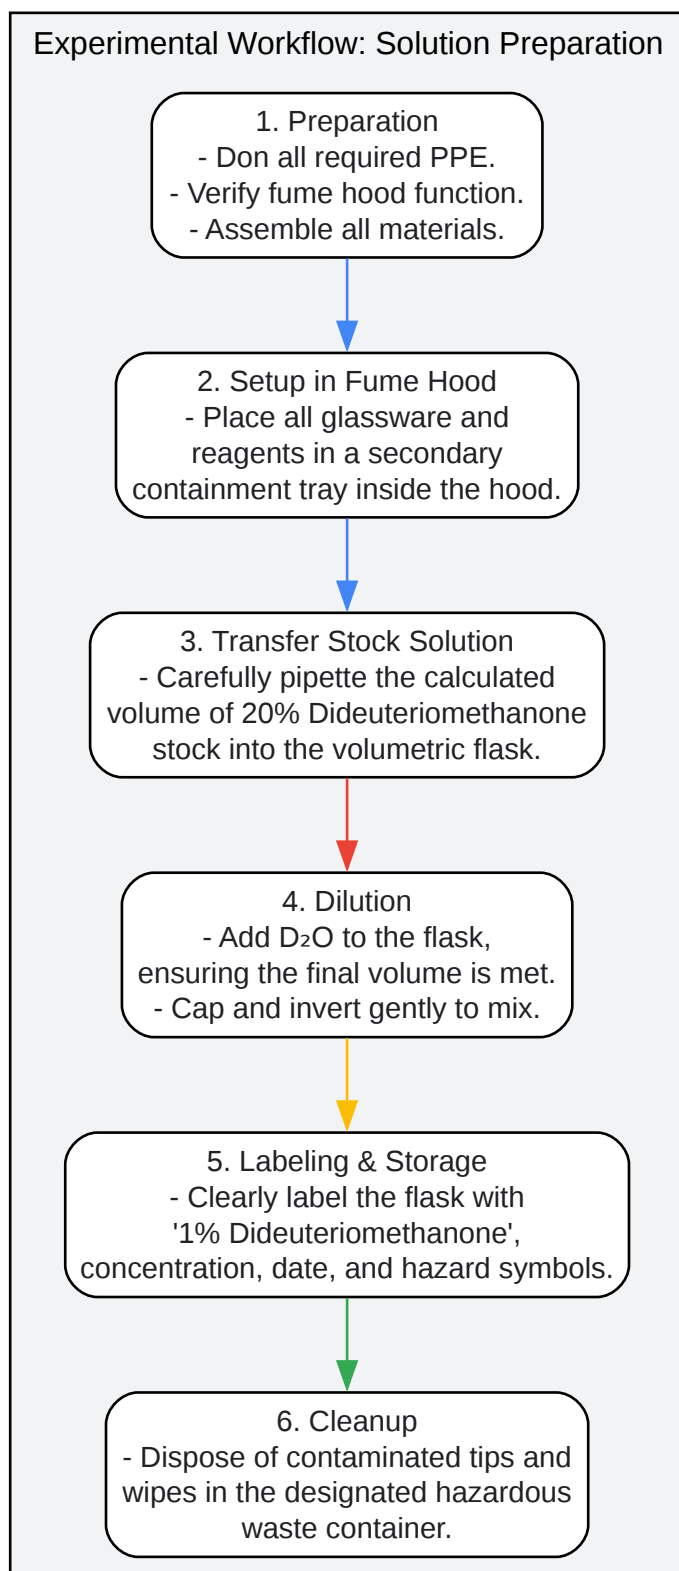 Experimental Workflow: Solution Preparation
1. Preparation
- Don all required PPE.
- Verify fume hood function.
- Assemble all materials.
2. Setup in Fume Hood
- Place all glassware and
reagents in a secondary
containment tray inside the hood.
3. Transfer Stock Solution
- Carefully pipette the calculated
volume of 20% Dideuteriomethanone
stock into the volumetric flask.
4. Dilution
- Add D₂O to the flask,
ensuring the final volume is met.
- Cap and invert gently to mix.
5. Labeling & Storage
- Clearly label the flask with
'1% Dideuteriomethanone',
concentration, date, and hazard symbols.
6. Cleanup
- Dispose of contaminated tips and
wipes in the designated hazardous
waste container.